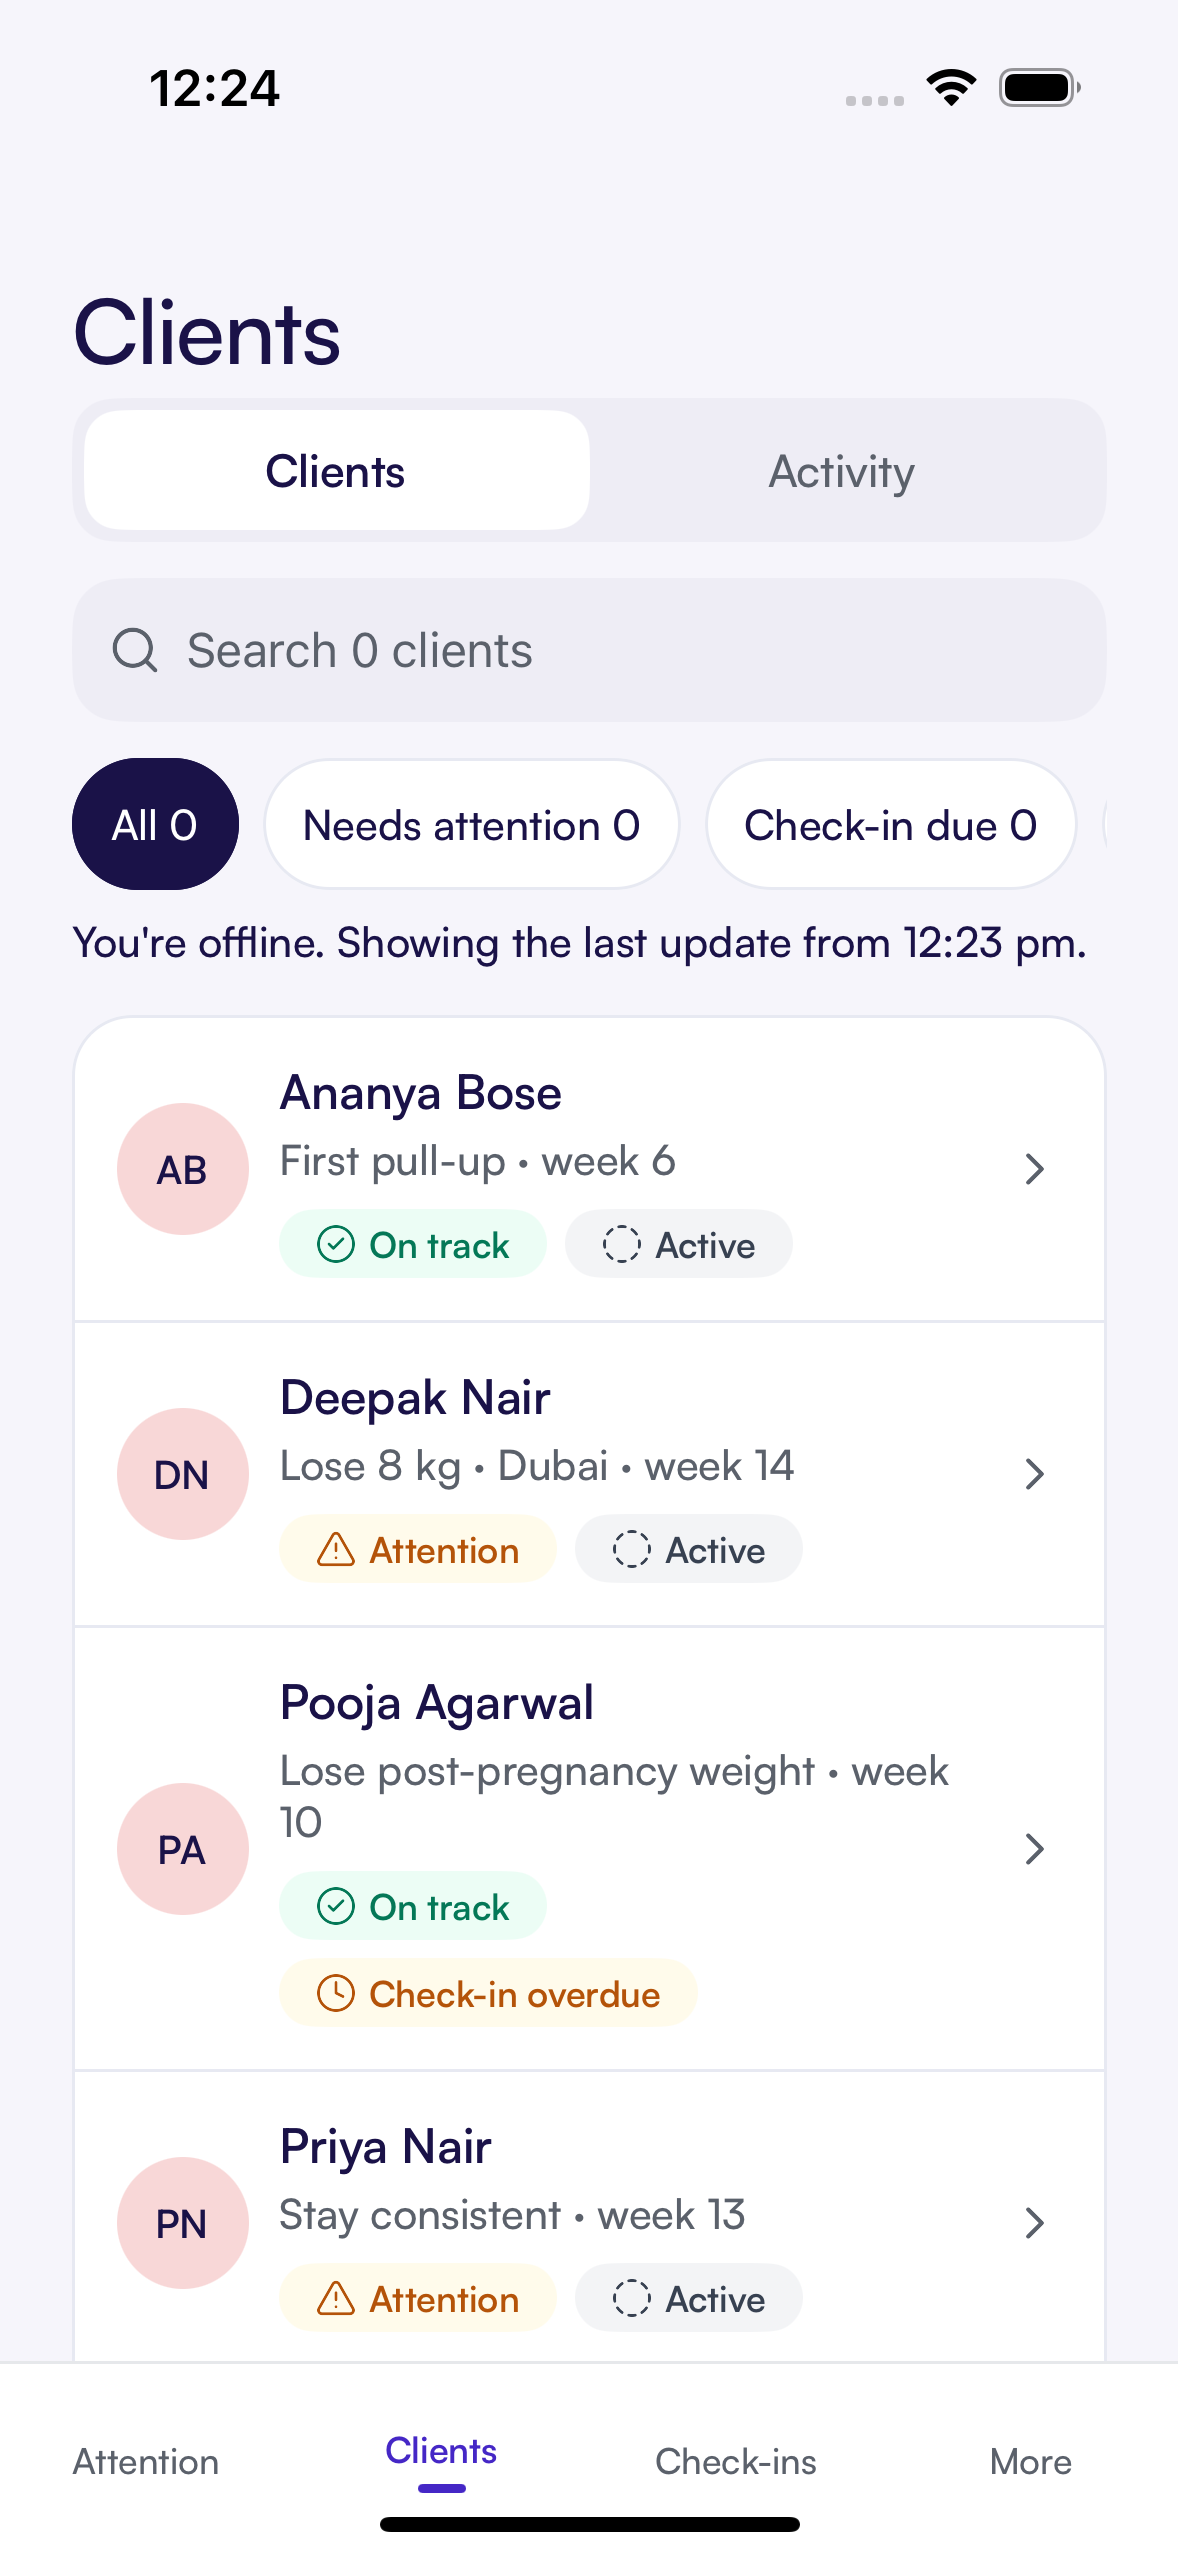 12:24
Clients
Clients
Activity
Search 0 clients
All 0
Needs attention 0
Check-in due 0
You're offline. Showing the last update from 12:23 pm.
AB
Ananya Bose
First pull-up · week 6
On track
Active
DN
Deepak Nair
Lose 8 kg · Dubai · week 14
Attention
Active
PA
Pooja Agarwal
Lose post-pregnancy weight · week
10
On track
Check-in overdue
PN
Priya Nair
Stay consistent · week 13
Attention
Active
Attention
Clients
Check-ins
More